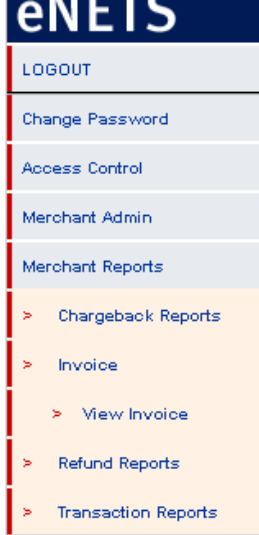 eNETS
LOGOUT
Change Password
Access Control
Merchant Admin
Merchant Reports
> Chargeback Reports
> Invoice
> View Invoice
> Refund Reports
> Transaction Reports